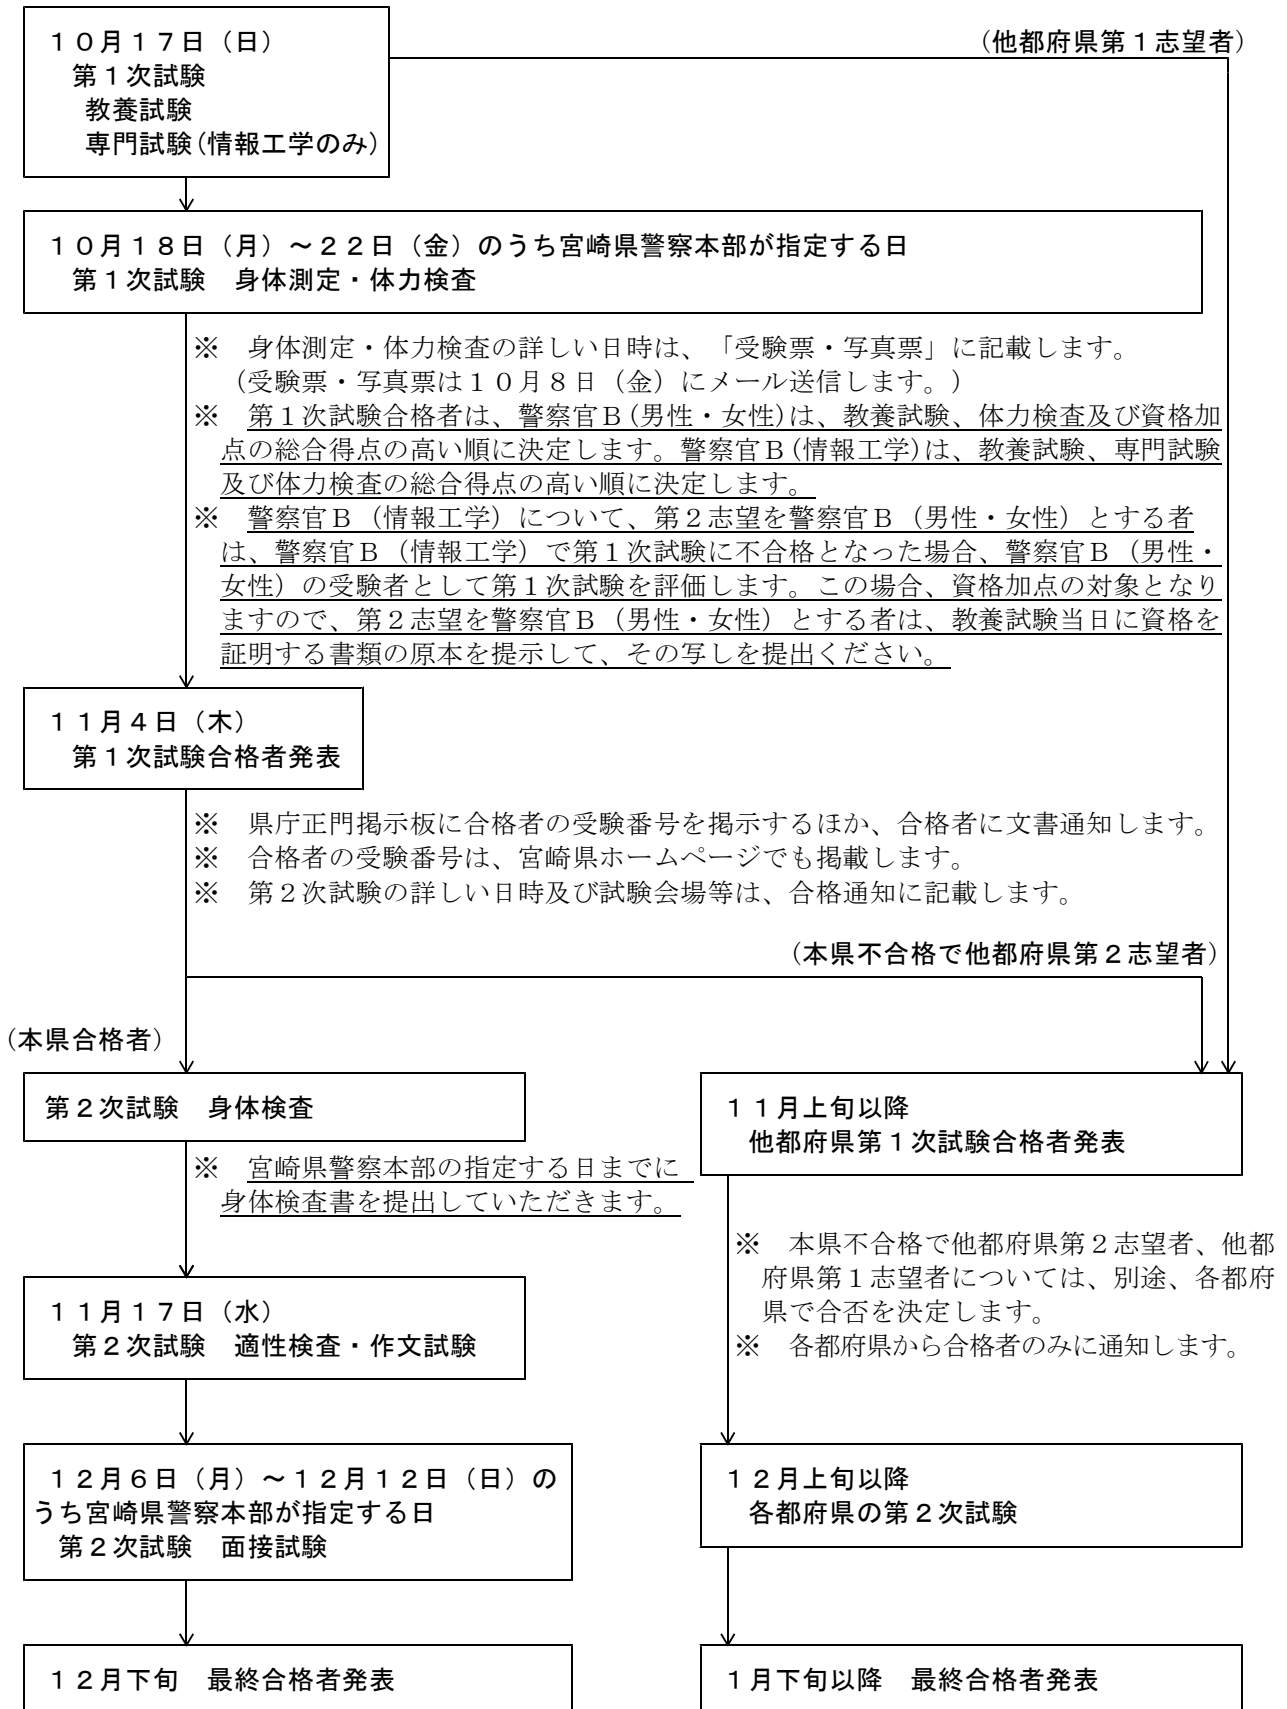 １０月１７日（日）
（他都府県第１志望者）
第１次試験
教養試験
専門試験（情報工学のみ）
１０月１８日（月）～２２日（金）のうち宮崎県警察本部が指定する日
第１次試験　身体測定・体力検査
※　身体測定・体力検査の詳しい日時は、「受験票・写真票」に記載します。
（受験票・写真票は１０月８日（金）にメール送信します。）
※　第１次試験合格者は、警察官Ｂ(男性・女性)は、教養試験、体力検査及び資格加
点の総合得点の高い順に決定します。警察官Ｂ(情報工学)は、教養試験、専門試験
及び体力検査の総合得点の高い順に決定します。
※　警察官Ｂ（情報工学）について、第２志望を警察官Ｂ（男性・女性）とする者
は、警察官Ｂ（情報工学）で第１次試験に不合格となった場合、警察官Ｂ（男性・
女性）の受験者として第１次試験を評価します。この場合、資格加点の対象となり
ますので、第２志望を警察官Ｂ（男性・女性）とする者は、教養試験当日に資格を
証明する書類の原本を提示して、その写しを提出ください。
１１月４日（木）
第１次試験合格者発表
※　県庁正門掲示板に合格者の受験番号を掲示するほか、合格者に文書通知します。
※　合格者の受験番号は、宮崎県ホームページでも掲載します。
※　第２次試験の詳しい日時及び試験会場等は、合格通知に記載します。
（本県不合格で他都府県第２志望者）
（本県合格者）
第２次試験　身体検査
※　宮崎県警察本部の指定する日までに
身体検査書を提出していただきます。
１１月１７日（水）
第２次試験　適性検査・作文試験
１２月６日（月）～１２月１２日（日）の
うち宮崎県警察本部が指定する日
第２次試験　面接試験
１２月下旬　最終合格者発表
１１月上旬以降
他都府県第１次試験合格者発表
※　本県不合格で他都府県第２志望者、他都
府県第１志望者については、別途、各都府
県で合否を決定します。
※　各都府県から合格者のみに通知します。
１２月上旬以降
各都府県の第２次試験
１月下旬以降　最終合格者発表